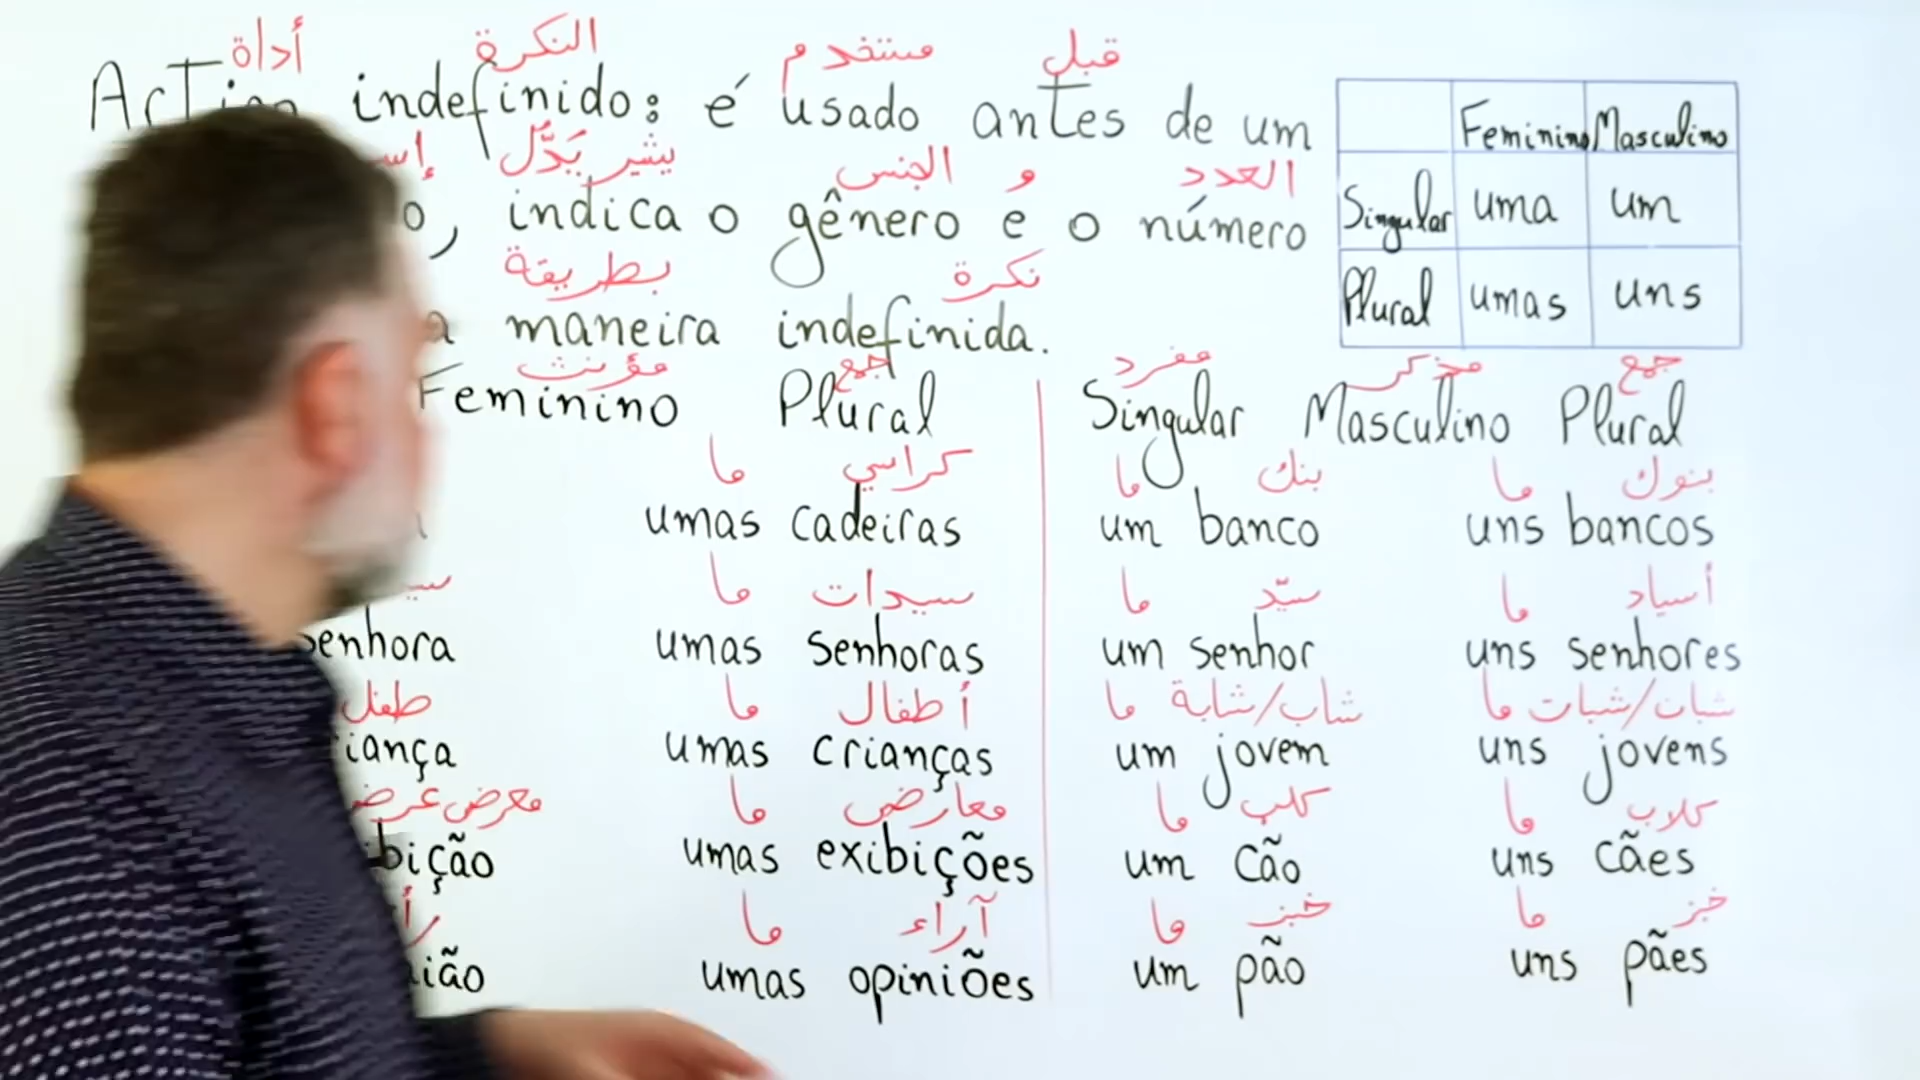 أداة النكرة مستخدم قبل
indefinido: é usado antes de um
يشير يَدُّل الجنس و العدد
o, indica o gênero e o número
بطريقة نكرة
a maneira indefinida.
Feminino Masculino
Singular uma um
Plural umas uns
مؤنث جمع مفرد مذكر جمع
Feminino Plural Singular Masculino Plural
ما كراسي ما بنك ما بنوك
umas cadeiras um banco uns bancos
ما سيدات ما سيّد ما أسياد
senhora umas senhoras um senhor uns senhores
طفل ما أطفال ما شاب/شابة ما شبان/شبات
iança umas crianças um jovem uns jovens
معرض عرض ما معارض ما كلب ما كلاب
bição umas exibições um cão uns cães
ما آراء ما خبز ما خبز
nião umas opiniões um pão uns pães